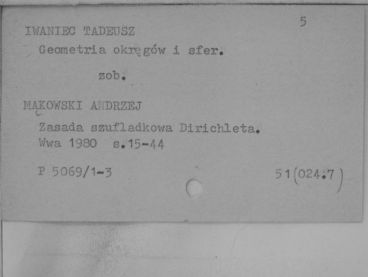 5
IWANIEC TADEUSZ
Geometria okręgów i sfer.
zob.
MĄKOWSKI ANDRZEJ
Zasada szufladkowa Dirichleta.
Wwa 1980 s.15-44
P 5069/1-3 51(024.7)